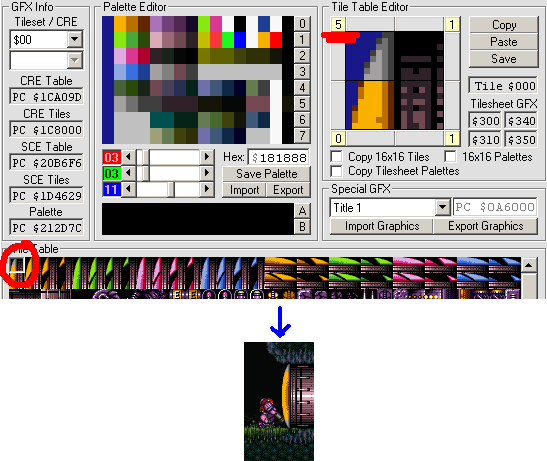 GFX Info
Tileset / CRE
$00
CRE Table
PC $1CA09D
CRE Tiles
PC $1C8000
SCE Table
PC $20B6F6
SCE Tiles
PC $1D4629
Palette
PC $212D7C
Palette Editor
0
1
2
3
4
5
6
7
03
03
11
Hex: $181888
Save Palette
Import Export
A
B
Tile Table Editor
5 1
0 1
Copy
Paste
Save
Tile $000
Tilesheet GFX
$300 $340
$310 $350
Copy 16x16 Tiles 16x16 Palettes
Copy Tilesheet Palettes
Special GFX
Title 1 PC $0A6000
Import Graphics Export Graphics
Table